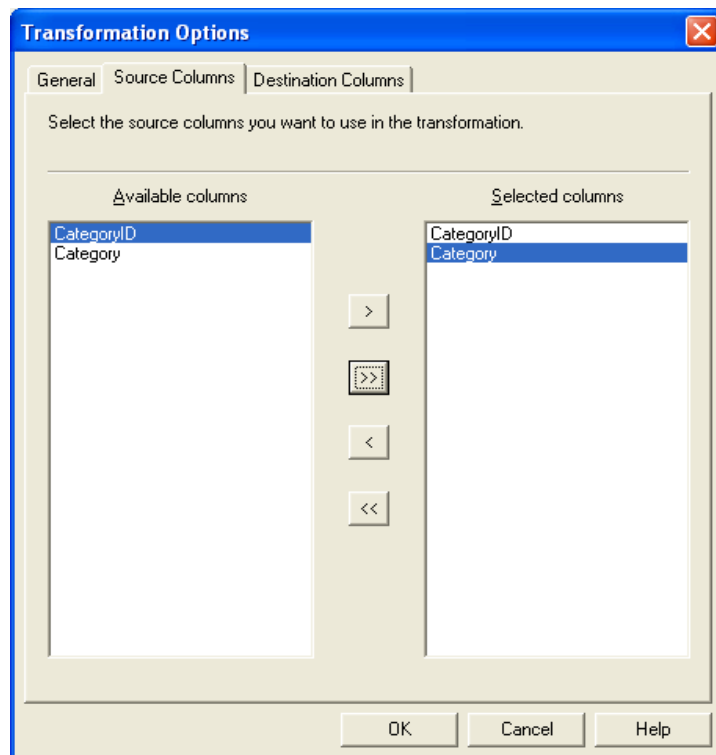 Transformation Options
General Source Columns Destination Columns
Select the source columns you want to use in the transformation.
Available columns Selected columns
CategoryID CategoryID
Category Category
>
>>
<
<<
OK Cancel Help